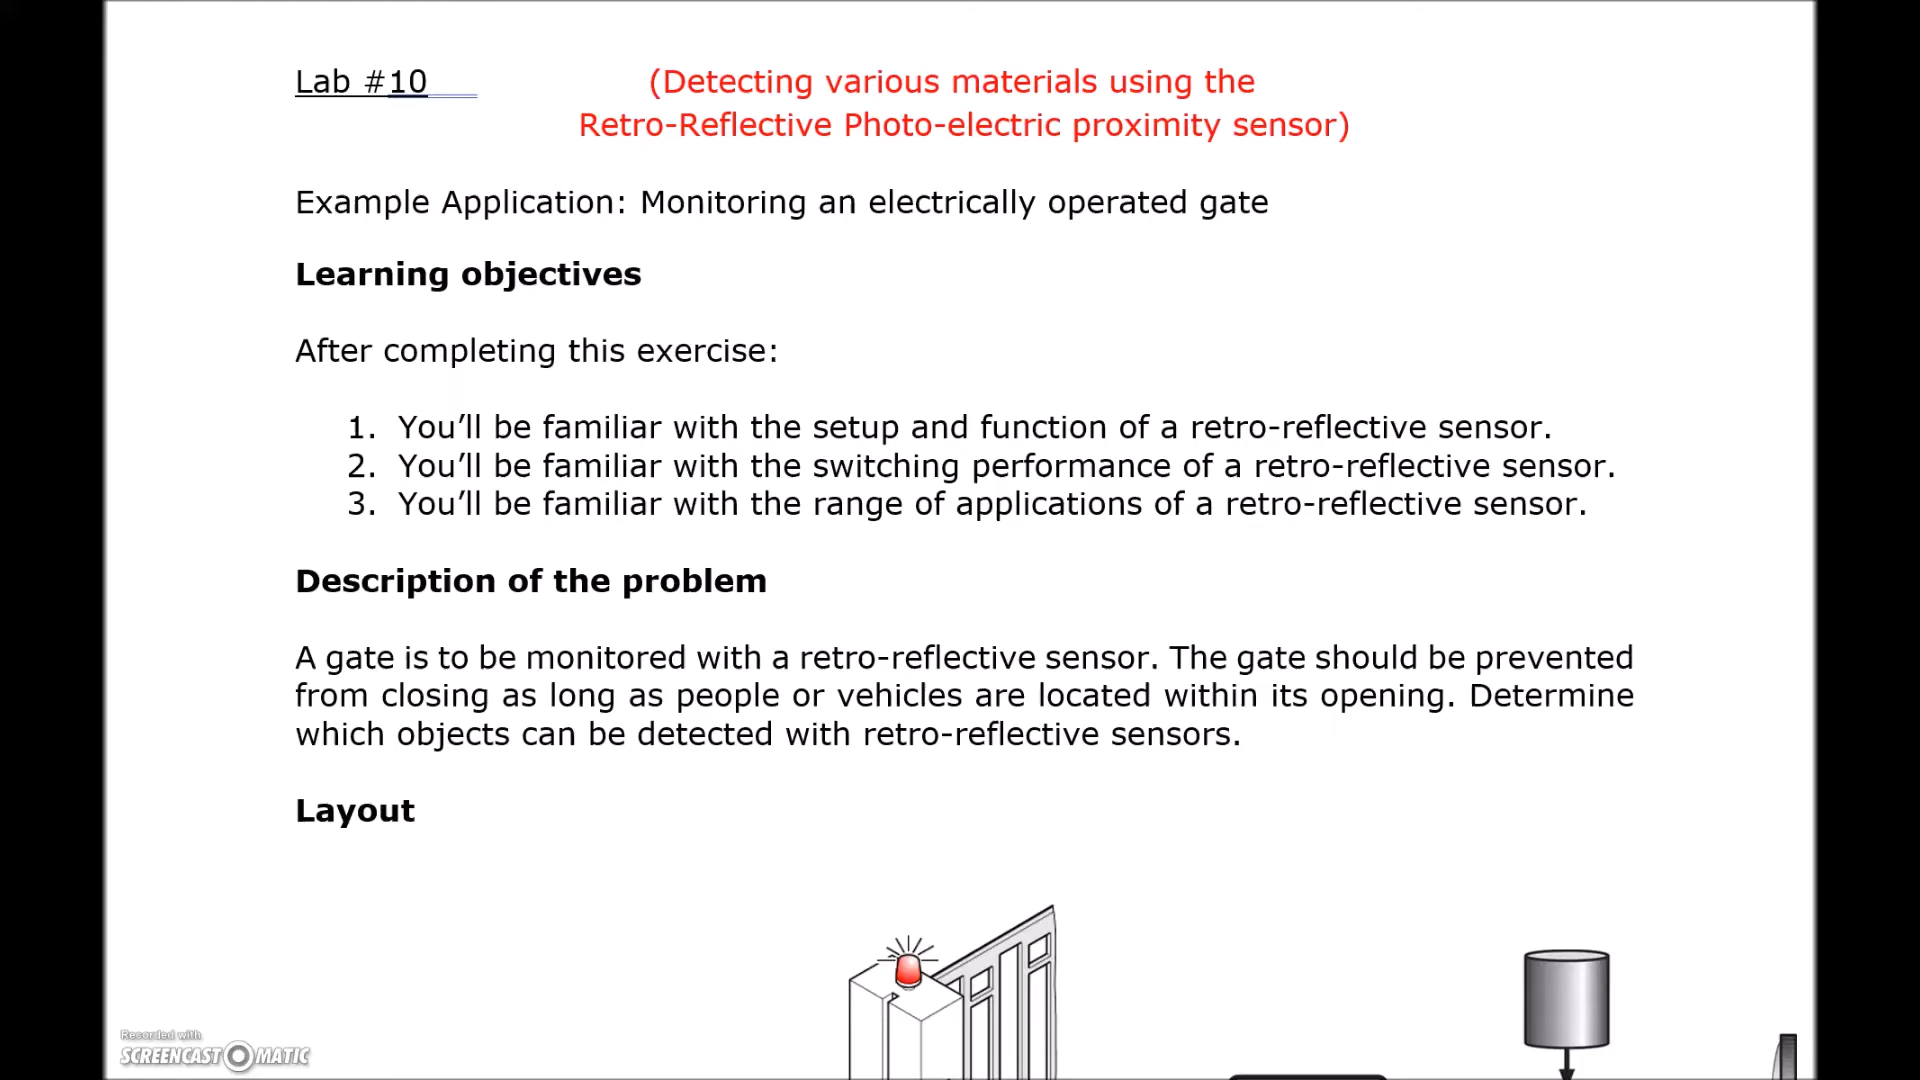 Lab #10
(Detecting various materials using the
Retro-Reflective Photo-electric proximity sensor)
Example Application: Monitoring an electrically operated gate
Learning objectives
After completing this exercise:
1. You’ll be familiar with the setup and function of a retro-reflective sensor.
2. You’ll be familiar with the switching performance of a retro-reflective sensor.
3. You’ll be familiar with the range of applications of a retro-reflective sensor.
Description of the problem
A gate is to be monitored with a retro-reflective sensor. The gate should be prevented
from closing as long as people or vehicles are located within its opening. Determine
which objects can be detected with retro-reflective sensors.
Layout
Recorded with
SCREENCAST MATIC